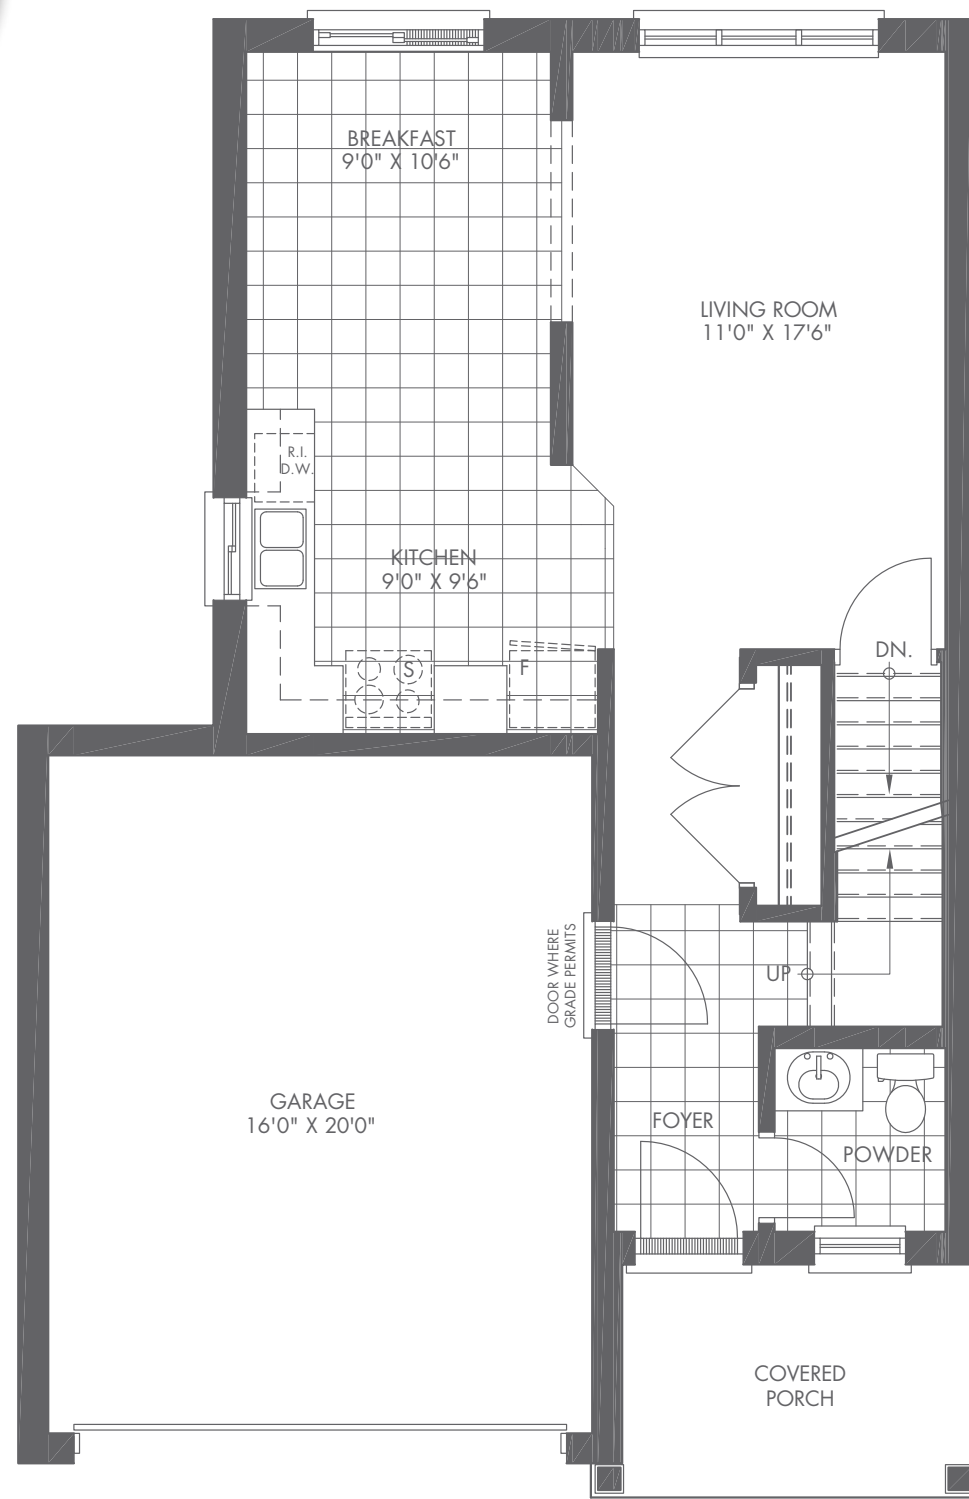 BREAKFAST
9'0" X 10'6"
LIVING ROOM
11'0" X 17'6"
R.I.
D.W.
KITCHEN
9'0" X 9'6"
S
F
DN.
DOOR WHERE
GRADE PERMITS
UP
GARAGE
16'0" X 20'0"
FOYER
POWDER
COVERED
PORCH